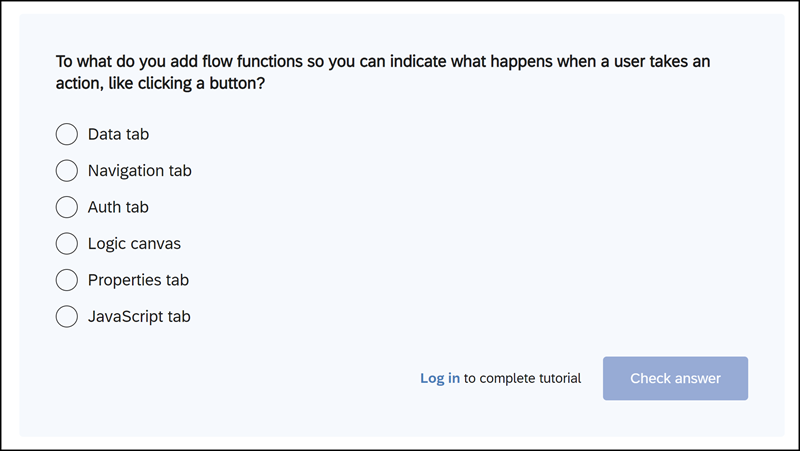 To what do you add flow functions so you can indicate what happens when a user takes an
action, like clicking a button?
Data tab
Navigation tab
Auth tab
Logic canvas
Properties tab
JavaScript tab
Log in to complete tutorial
Check answer